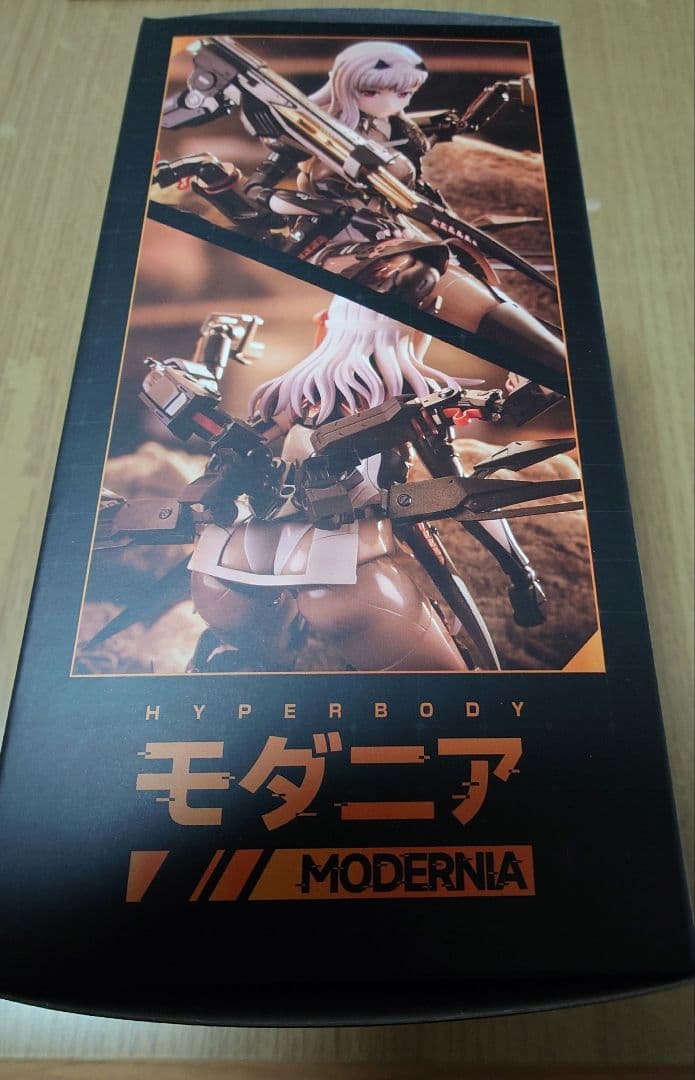 HYPERBODY
モダニア
MODERNIA